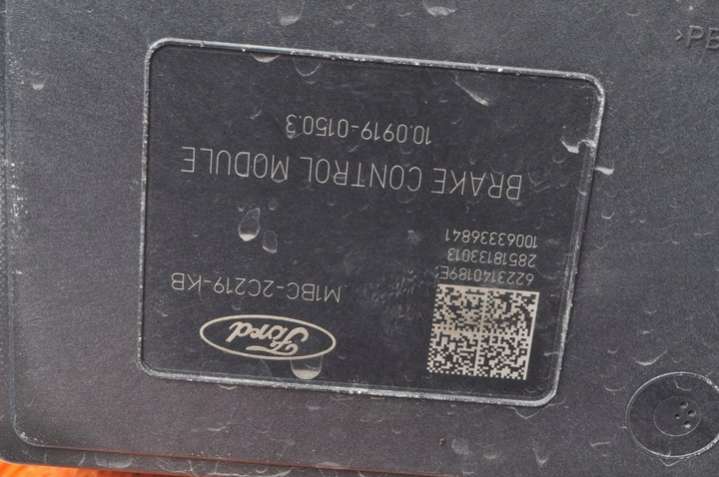 Ford
M1BC-2C219-KB
6223140189E
28518133013
10063336841
BRAKE CONTROL MODULE
10.0919-0150.3